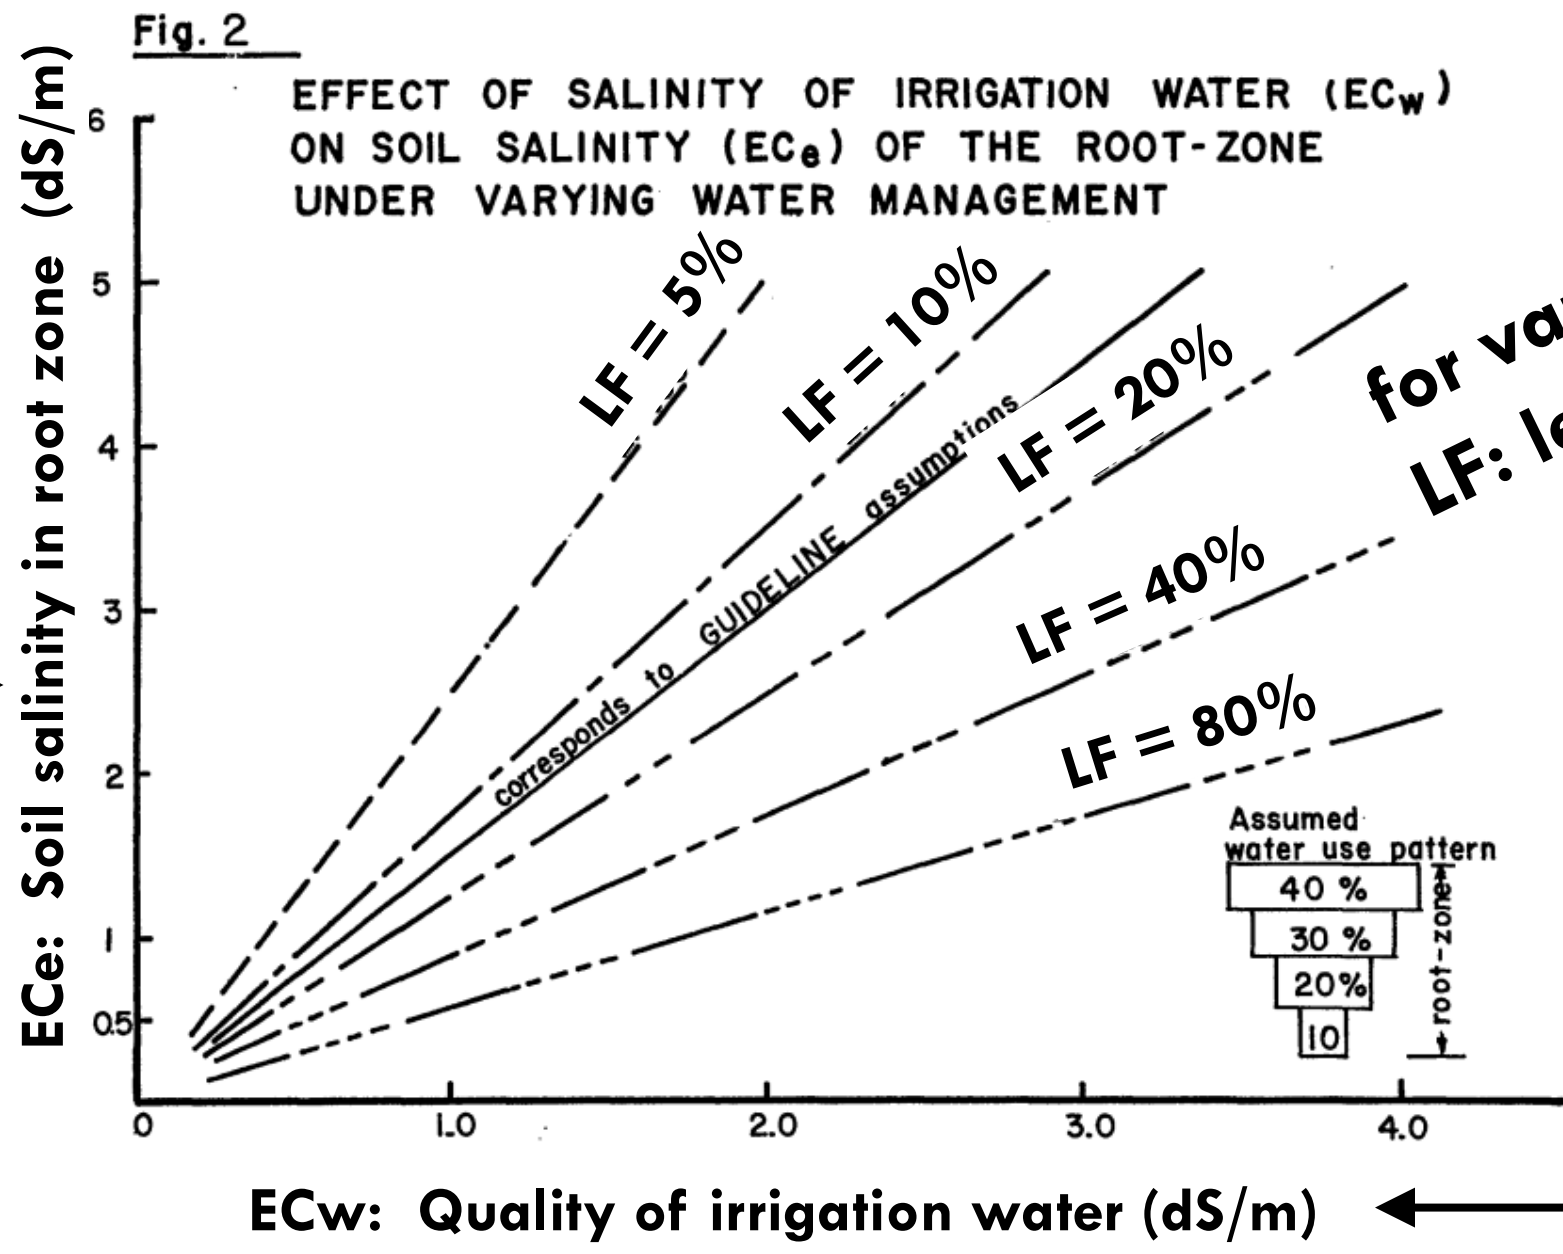 Fig. 2
EFFECT OF SALINITY OF IRRIGATION WATER (ECw)
ON SOIL SALINITY (ECe) OF THE ROOT-ZONE
UNDER VARYING WATER MANAGEMENT
ECe: Soil salinity in root zone (dS/m)
6
5
4
3
2
1
0.5
LF = 5%
LF = 10%
corresponds to GUIDELINE assumptions
LF = 20%
LF = 40%
LF = 80%
for
LF:
Assumed
water use pattern
40 %
30 %
20%
10
root-zone
0
1.0
2.0
3.0
4.0
ECw: Quality of irrigation water (dS/m)